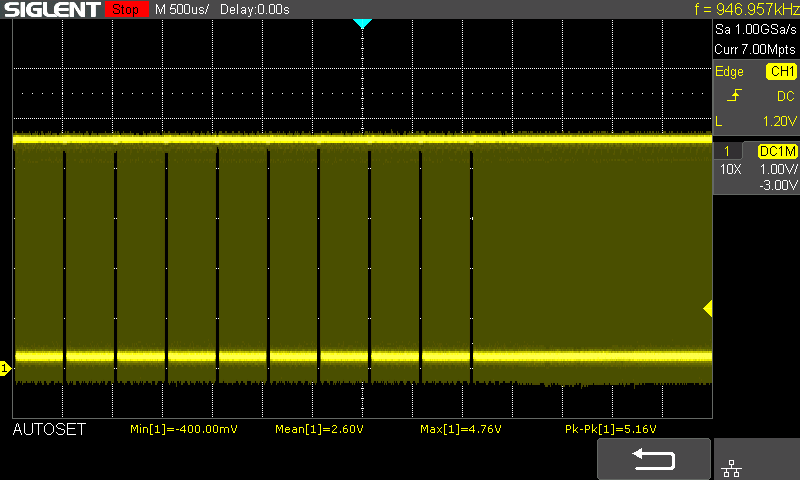 SIGLENT Stop M 500us/ Delay:0.00s f = 946.957kHz
Sa 1.00GSa/s
Curr 7.00Mpts
Edge CH1
DC
L 1.20V
1 DC1M
10X 1.00V/
-3.00V
1
AUTOSET Min[1]=-400.00mV Mean[1]=2.60V Max[1]=4.76V Pk-Pk[1]=5.16V